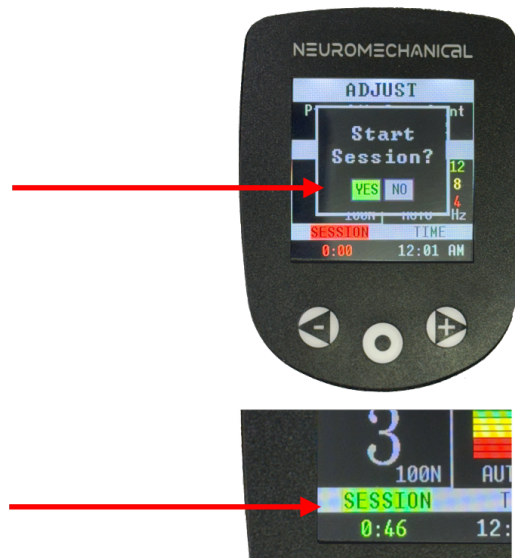 NEUROMECHANICAL
ADJUST
Start
Session?
12
YES NO 8
4
100N AUTO Hz
SESSION TIME
0:00 12:01 AM
- +
3
100N
SESSION
0:46 12: